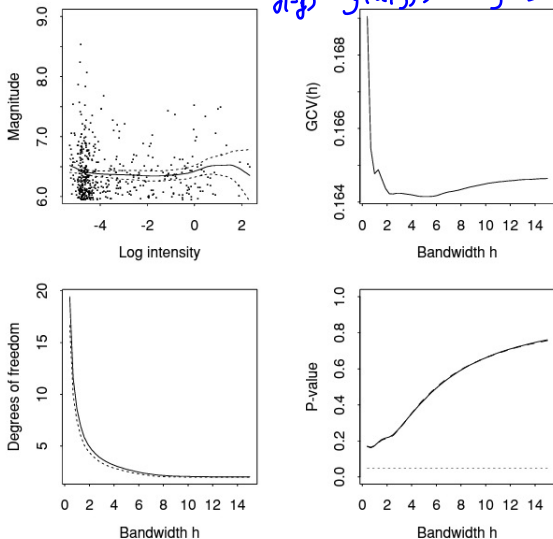 9.0
8.0
7.0
6.0
Magnitude
-4 -2 0 2
Log intensity
0.168
0.166
0.164
GCV(h)
0 2 4 6 8 10 12 14
Bandwidth h
20
15
10
5
Degrees of freedom
0 2 4 6 8 10 12 14
Bandwidth h
1.0
0.8
0.6
0.4
0.2
0.0
P-value
0 2 4 6 8 10 12 14
Bandwidth h